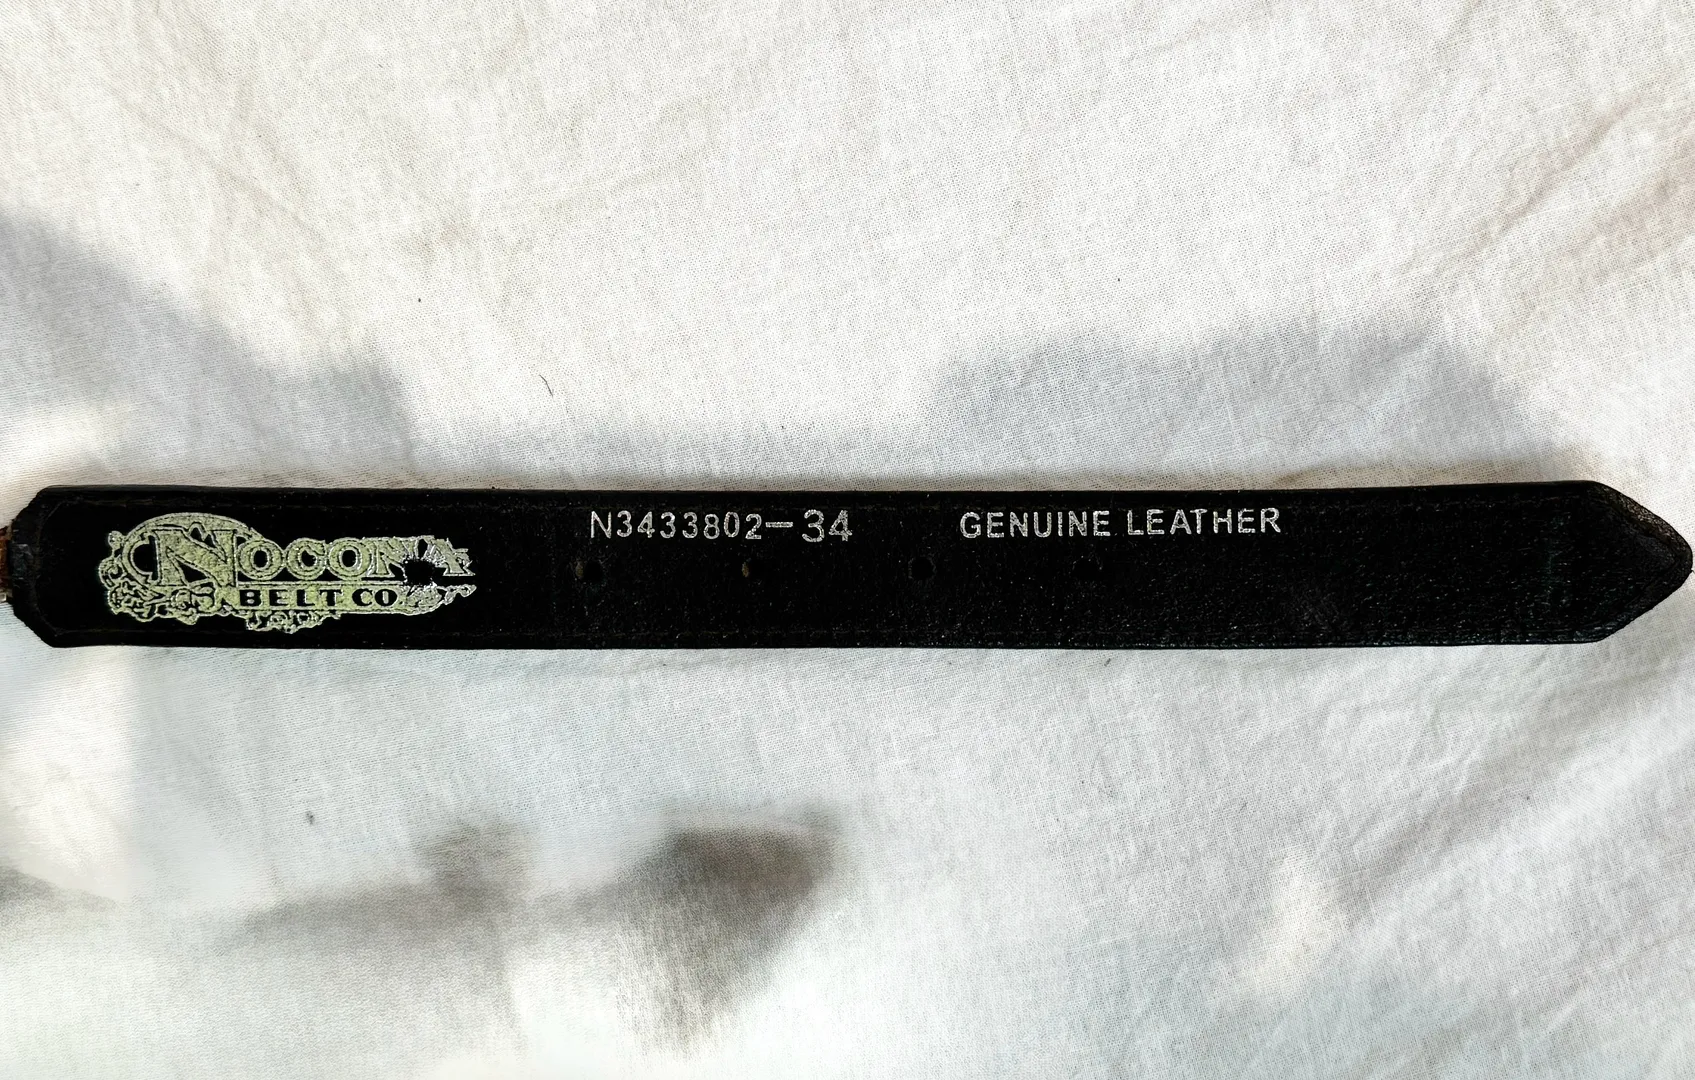 NOCONA
BELT CO
N3433802-34
GENUINE LEATHER